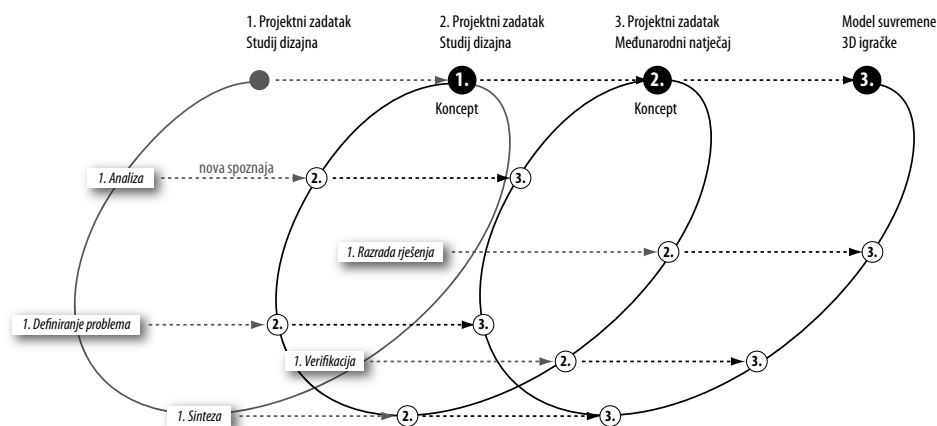 1. Projektni zadatak
Studij dizajna
2. Projektni zadatak
Studij dizajna
3. Projektni zadatak
Međunarodni natječaj
Model suvremene
3D igračke
1.
2.
3.
Koncept
Koncept
1. Analiza
nova spoznaja
2.
3.
1. Razrada rješenja
2.
3.
1. Definiranje problema
2.
3.
1. Verifikacija
2.
3.
1. Sinteza
2.
3.